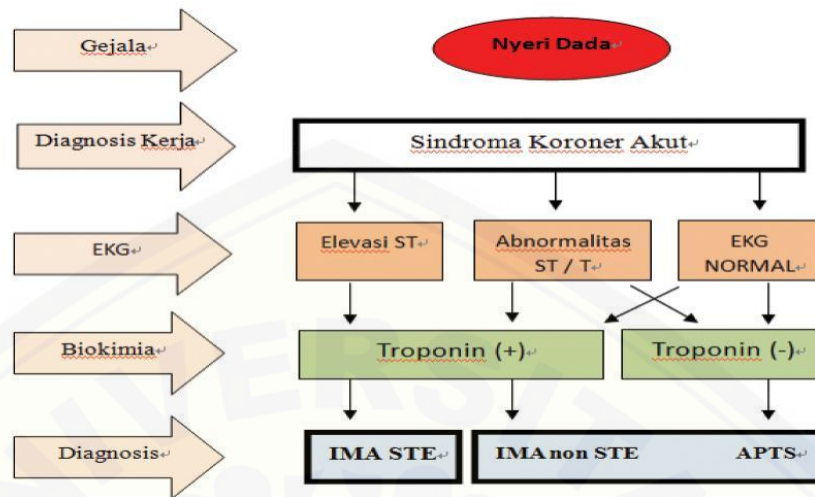 Gejala
Nyeri Dada
Diagnosis Kerja
Sindroma Koroner Akut
EKG
Elevasi ST
Abnormalitas
ST / T
EKG
NORMAL
Biokimia
Troponin (+)
Troponin (-)
Diagnosis
IMA STE
IMA non STE
APTS